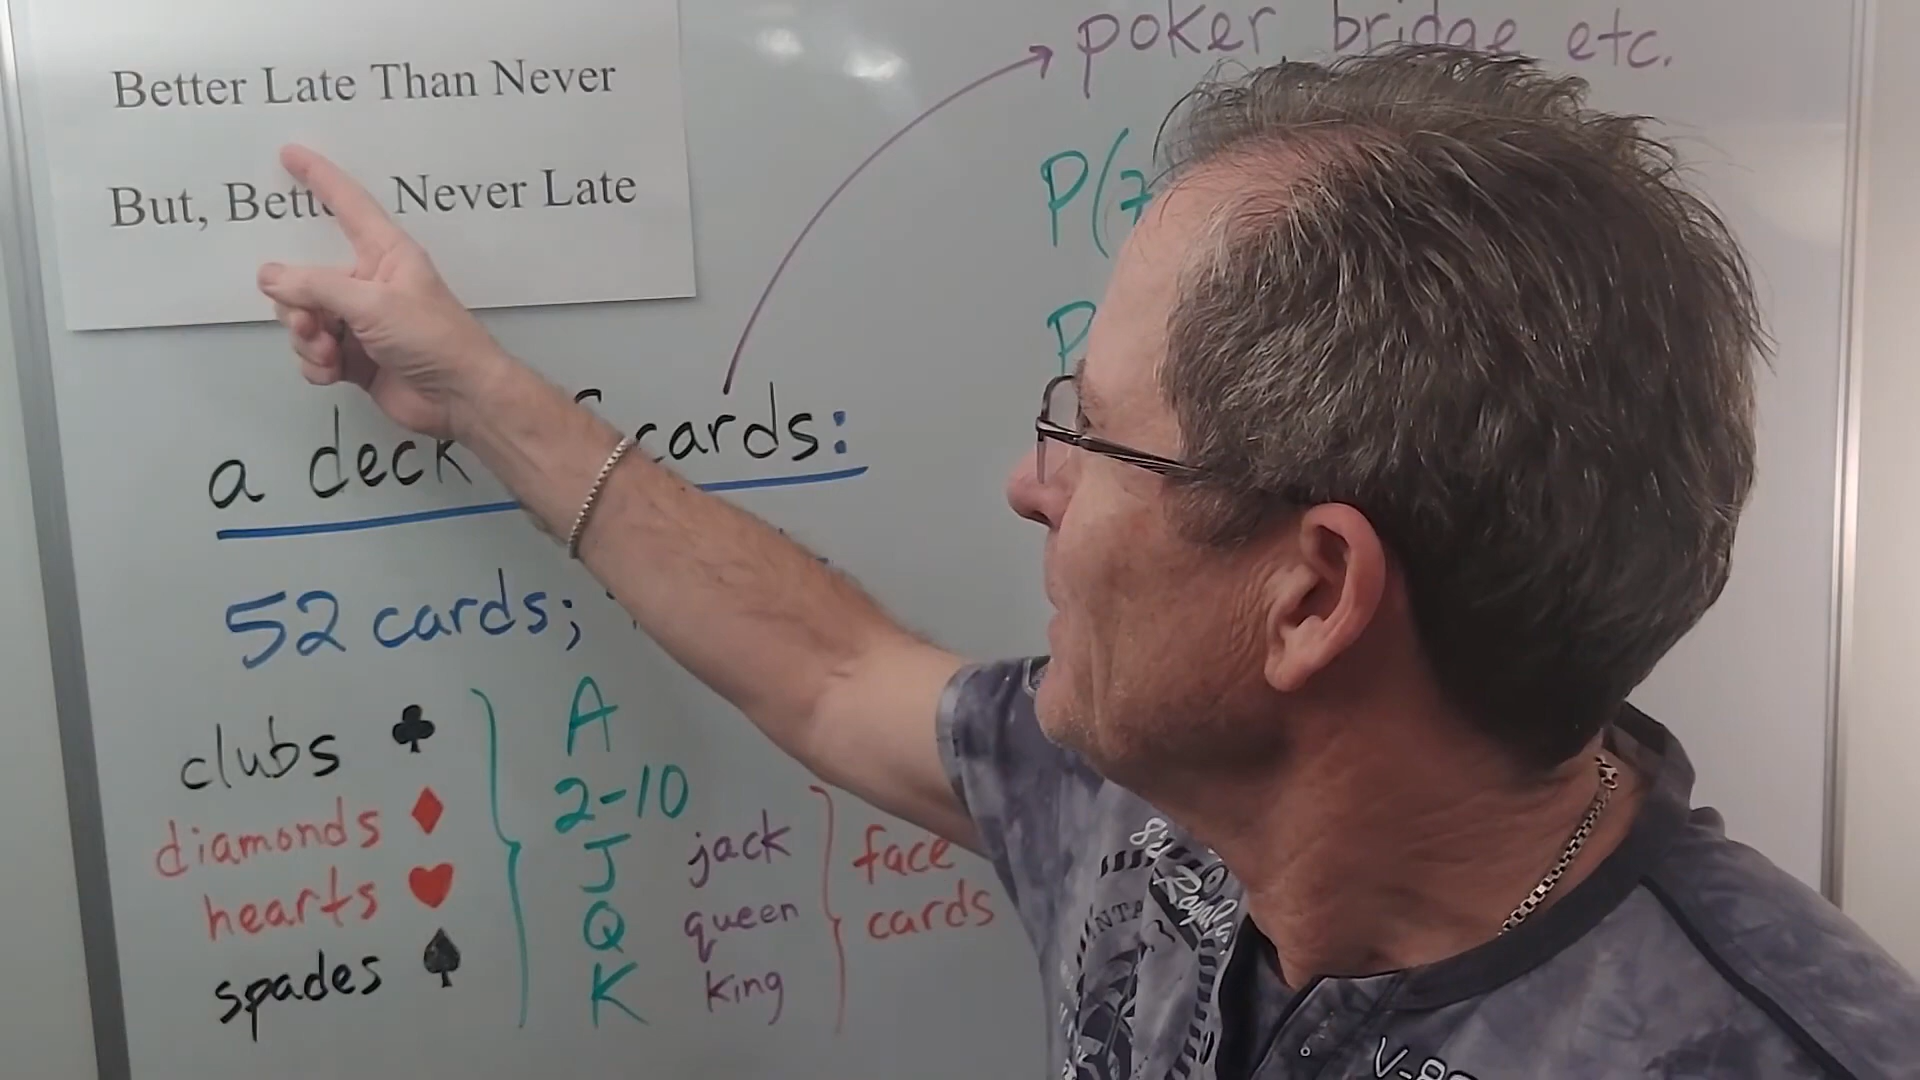 Better Late Than Never
But, Never Late
poker, bridge etc.
P(7
P
a deck cards:
52 cards;
clubs ♣
diamonds ♦
hearts ♥
spades ♠
A
2-10
J jack
Q queen
K king
face
cards